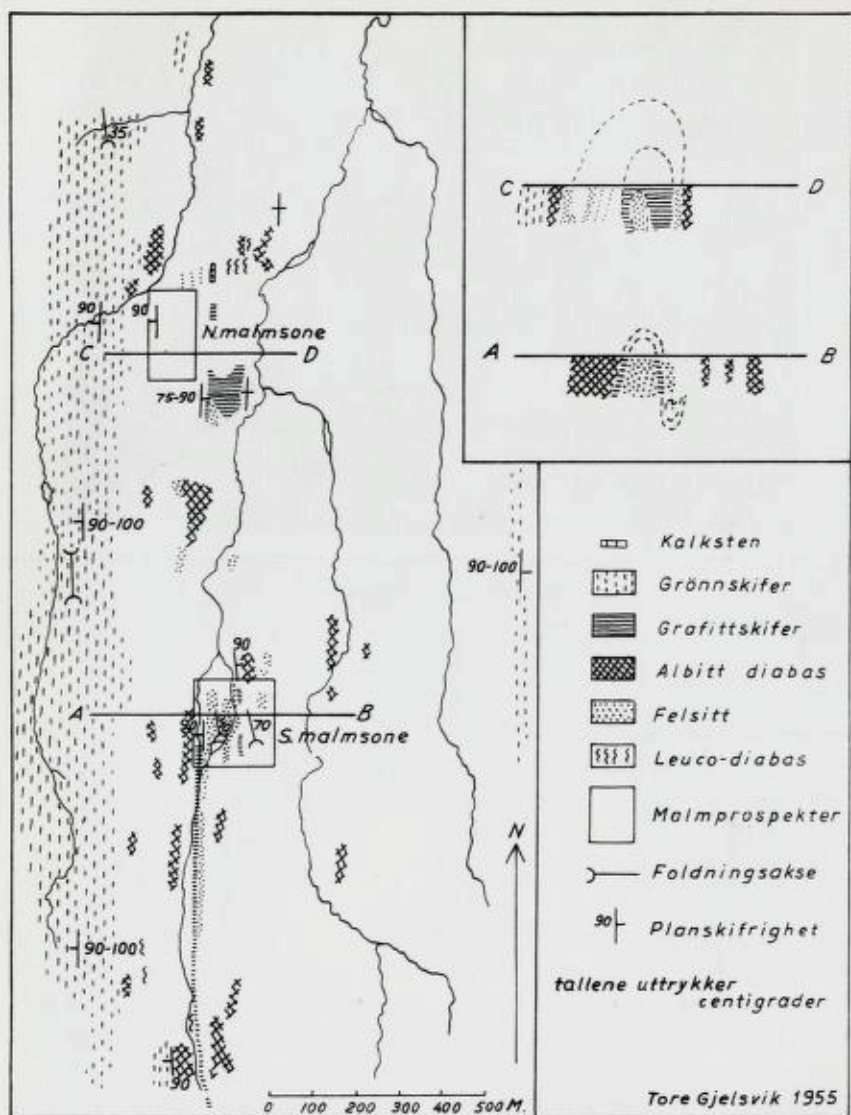 35
C
D
A
B
90
90
N.malmsone
C
D
75-90
90-100
90-100
90
A
B
90
70
S.malmsone
90-100
90
N
0 100 200 300 400 500 M.
Kalksten
Grönnskifer
Grafittskifer
Albitt diabas
Felsitt
Leuco-diabas
Malmprospekter
Foldningsakse
90 Planskifrighet
tallene uttrykker
centigrader
Tore Gjelsvik 1955